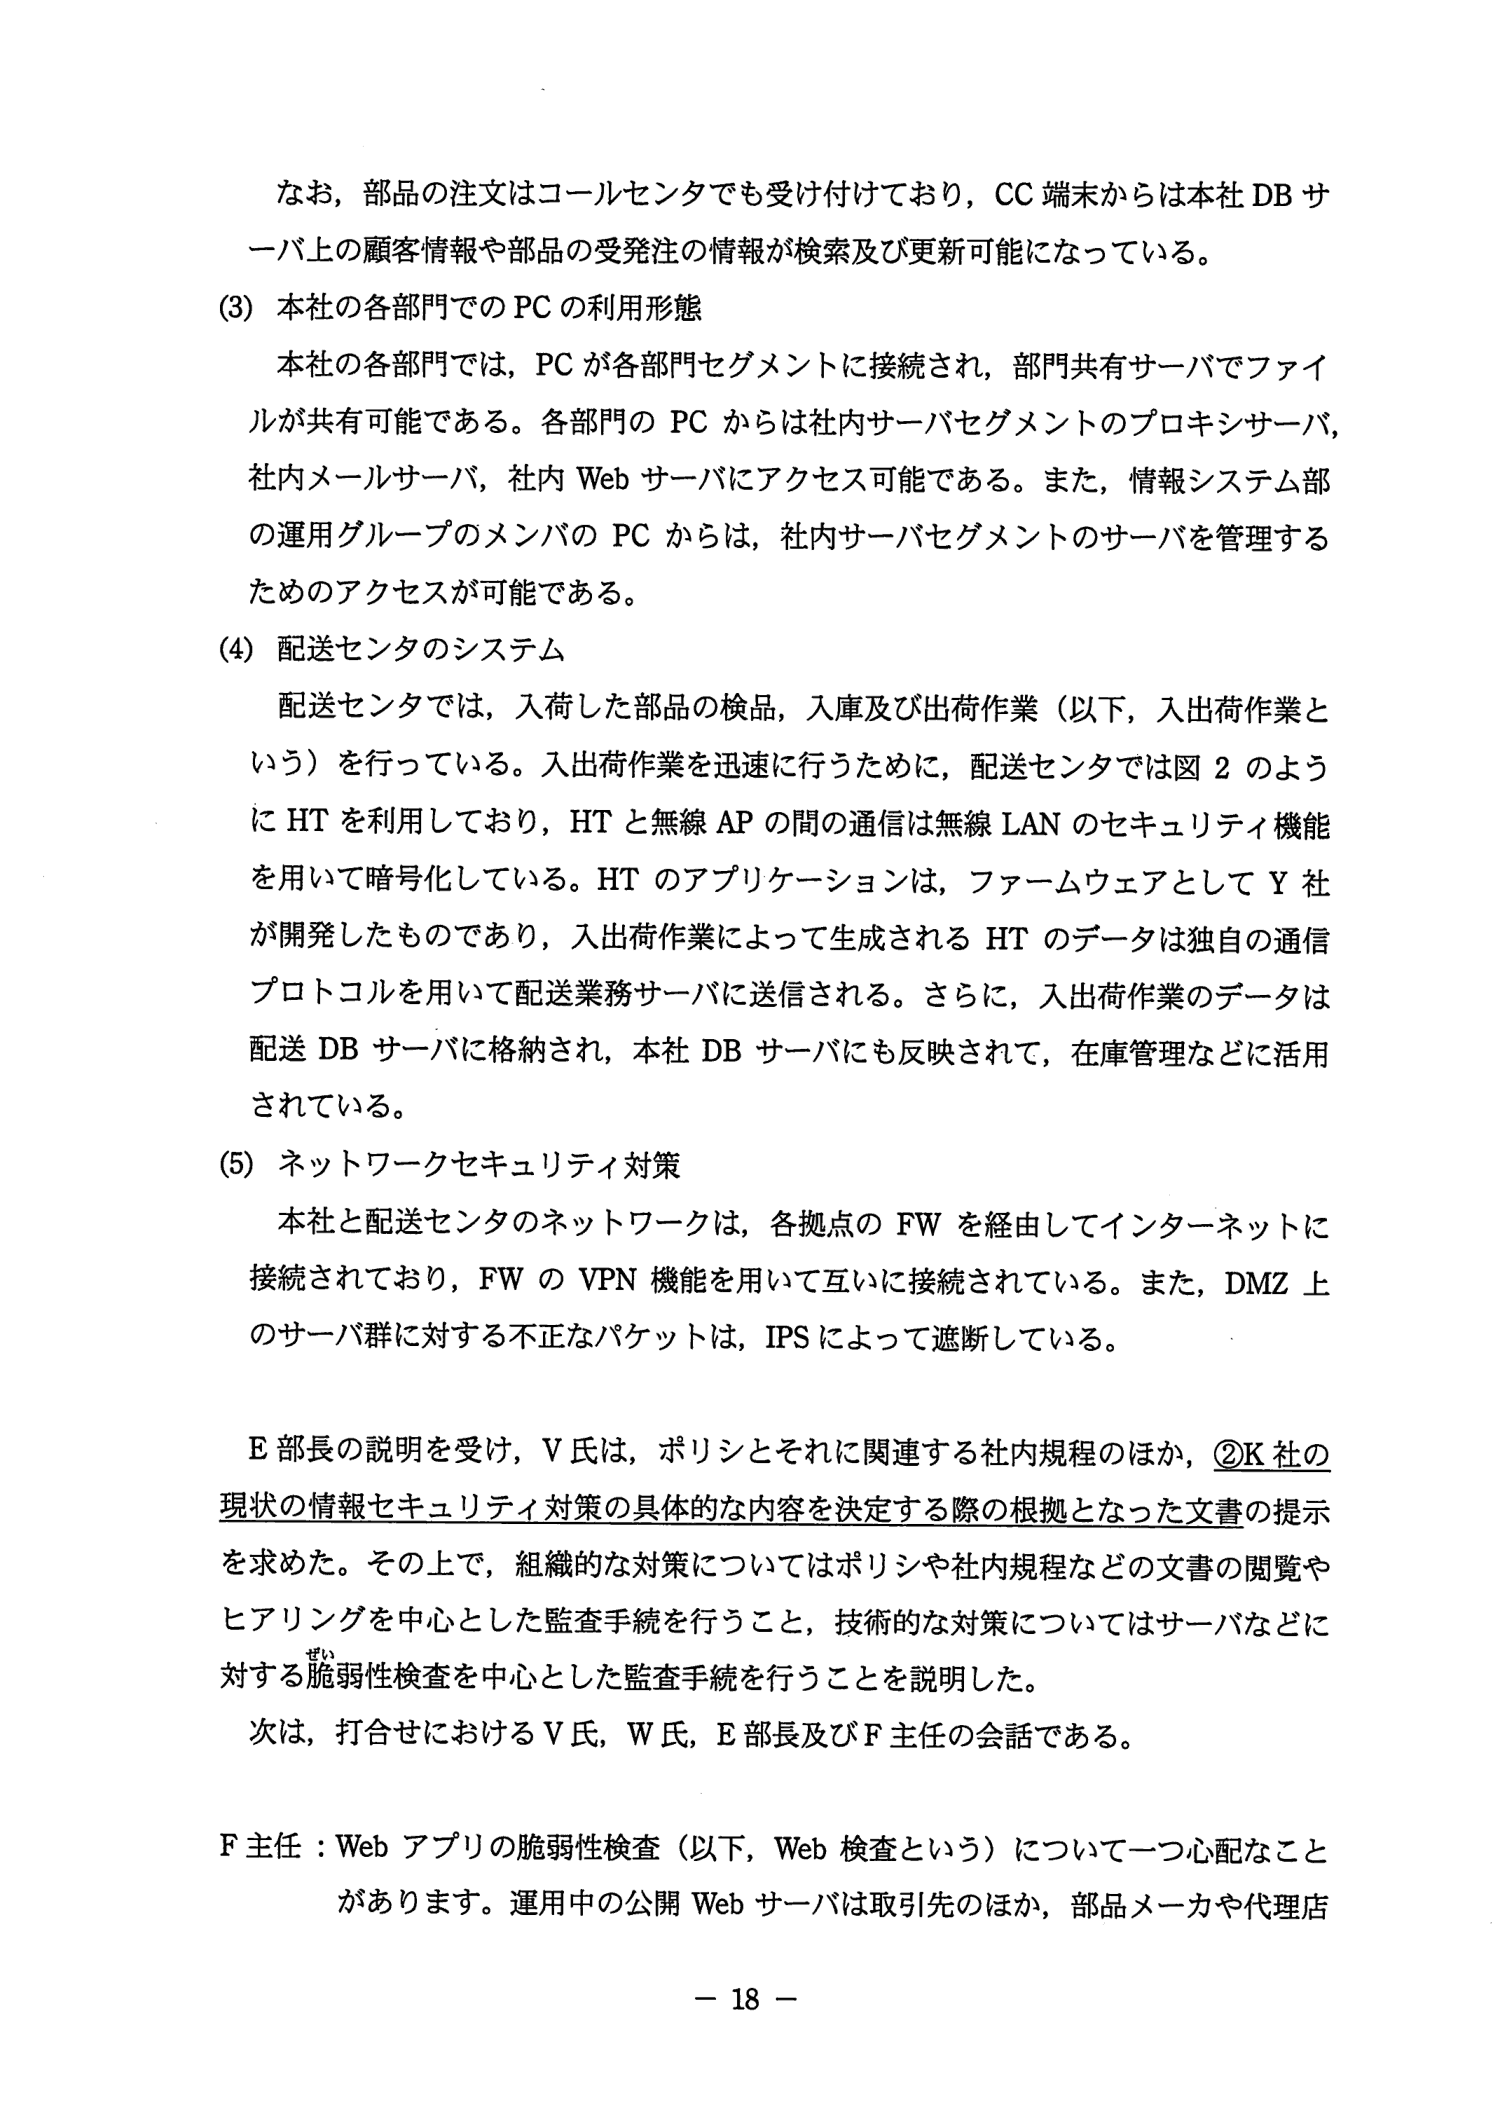 なお，部品の注文はコールセンタでも受け付けており，CC 端末からは本社 DB サ
ーバ上の顧客情報や部品の受発注の情報が検索及び更新可能になっている。
(3) 本社の各部門での PC の利用形態
本社の各部門では，PC が各部門セグメントに接続され，部門共有サーバでファイ
ルが共有可能である。各部門の PC からは社内サーバセグメントのプロキシサーバ，
社内メールサーバ，社内 Web サーバにアクセス可能である。また，情報システム部
の運用グループのメンバの PC からは，社内サーバセグメントのサーバを管理する
ためのアクセスが可能である。
(4) 配送センタのシステム
配送センタでは，入荷した部品の検品，入庫及び出荷作業（以下，入出荷作業と
いう）を行っている。入出荷作業を迅速に行うために，配送センタでは図 2 のよう
に HT を利用しており，HT と無線 AP の間の通信は無線 LAN のセキュリティ機能
を用いて暗号化している。HT のアプリケーションは，ファームウェアとして Y 社
が開発したものであり，入出荷作業によって生成される HT のデータは独自の通信
プロトコルを用いて配送業務サーバに送信される。さらに，入出荷作業のデータは
配送 DB サーバに格納され，本社 DB サーバにも反映されて，在庫管理などに活用
されている。
(5) ネットワークセキュリティ対策
本社と配送センタのネットワークは，各拠点の FW を経由してインターネットに
接続されており，FW の VPN 機能を用いて互いに接続されている。また，DMZ 上
のサーバ群に対する不正なパケットは，IPS によって遮断している。
E 部長の説明を受け，V 氏は，ポリシとそれに関連する社内規程のほか，②K 社の
現状の情報セキュリティ対策の具体的な内容を決定する際の根拠となった文書の提示
を求めた。その上で，組織的な対策についてはポリシや社内規程などの文書の閲覧や
ヒアリングを中心とした監査手続を行うこと，技術的な対策についてはサーバなどに
ぜい
対する脆弱性検査を中心とした監査手続を行うことを説明した。
次は，打合せにおける V 氏，W 氏，E 部長及び F 主任の会話である。
F 主任：Web アプリの脆弱性検査（以下，Web 検査という）について一つ心配なこと
があります。運用中の公開 Web サーバは取引先のほか，部品メーカや代理店
－ 18 －